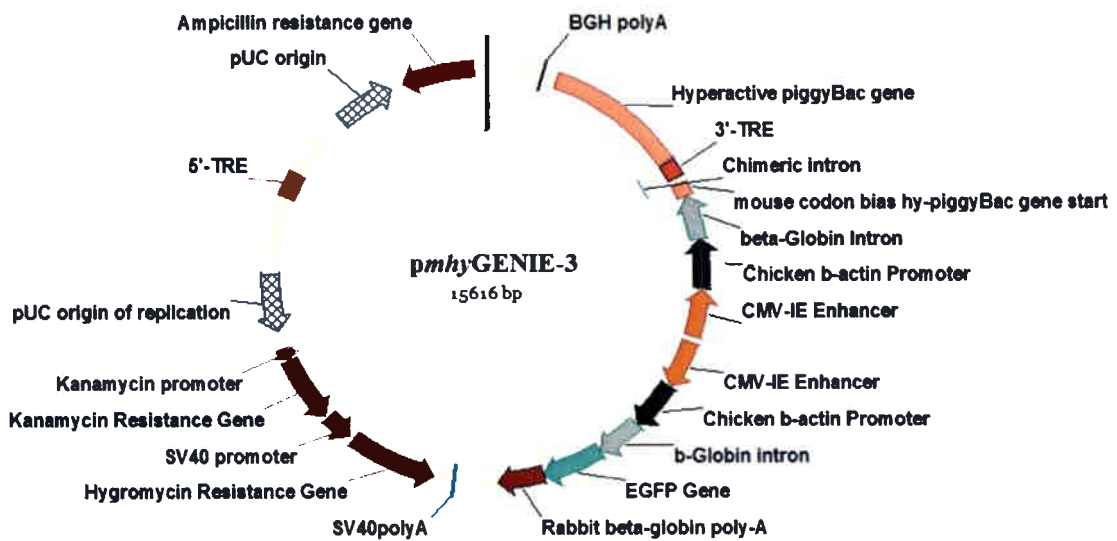 Ampicillin resistance gene
BGH polyA
pUC origin
Hyperactive piggyBac gene
3'-TRE
5'-TRE
Chimeric intron
mouse codon bias hy-piggyBac gene start
beta-Globin Intron
pmhyGENIE-3
15616 bp
Chicken b-actin Promoter
pUC origin of replication
CMV-IE Enhancer
Kanamycin promoter
CMV-IE Enhancer
Kanamycin Resistance Gene
Chicken b-actin Promoter
SV40 promoter
b-Globin intron
Hygromycin Resistance Gene
EGFP Gene
SV40polyA
Rabbit beta-globin poly-A